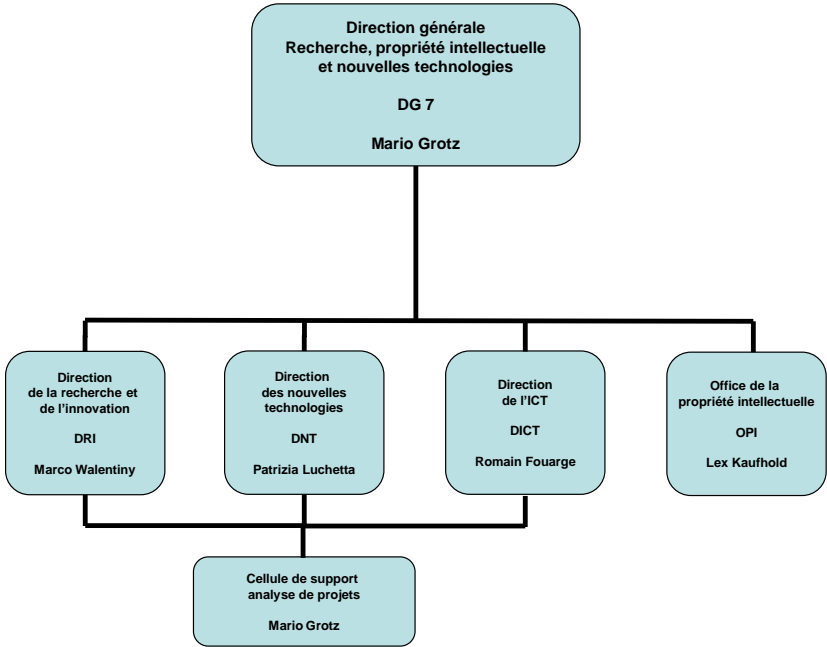 Direction générale
Recherche, propriété intellectuelle
et nouvelles technologies
DG 7
Mario Grotz
Direction
de la recherche et
de l'innovation
DRI
Marco Walentiny
Direction
des nouvelles
technologies
DNT
Patrizia Luchetta
Direction
de l'ICT
DICT
Romain Fouarge
Office de la
propriété intellectuelle
OPI
Lex Kaufhold
Cellule de support
analyse de projets
Mario Grotz